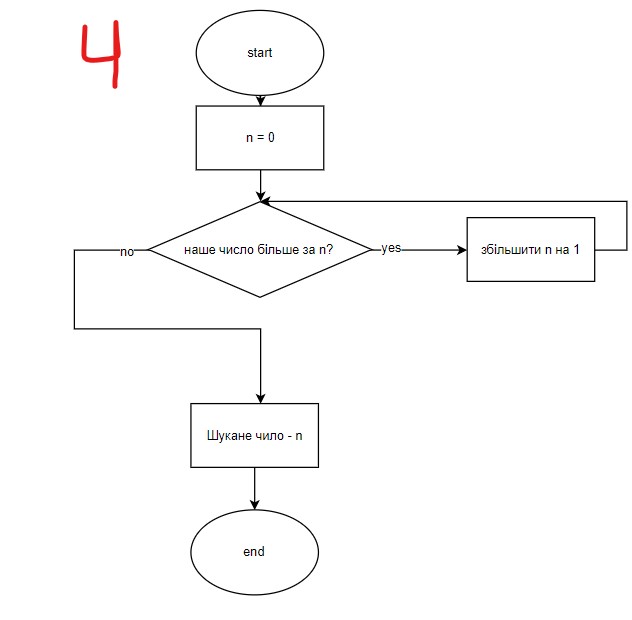 4
start
n = 0
наше число більше за n?
no
yes
збільшити n на 1
Шукане чило - n
end